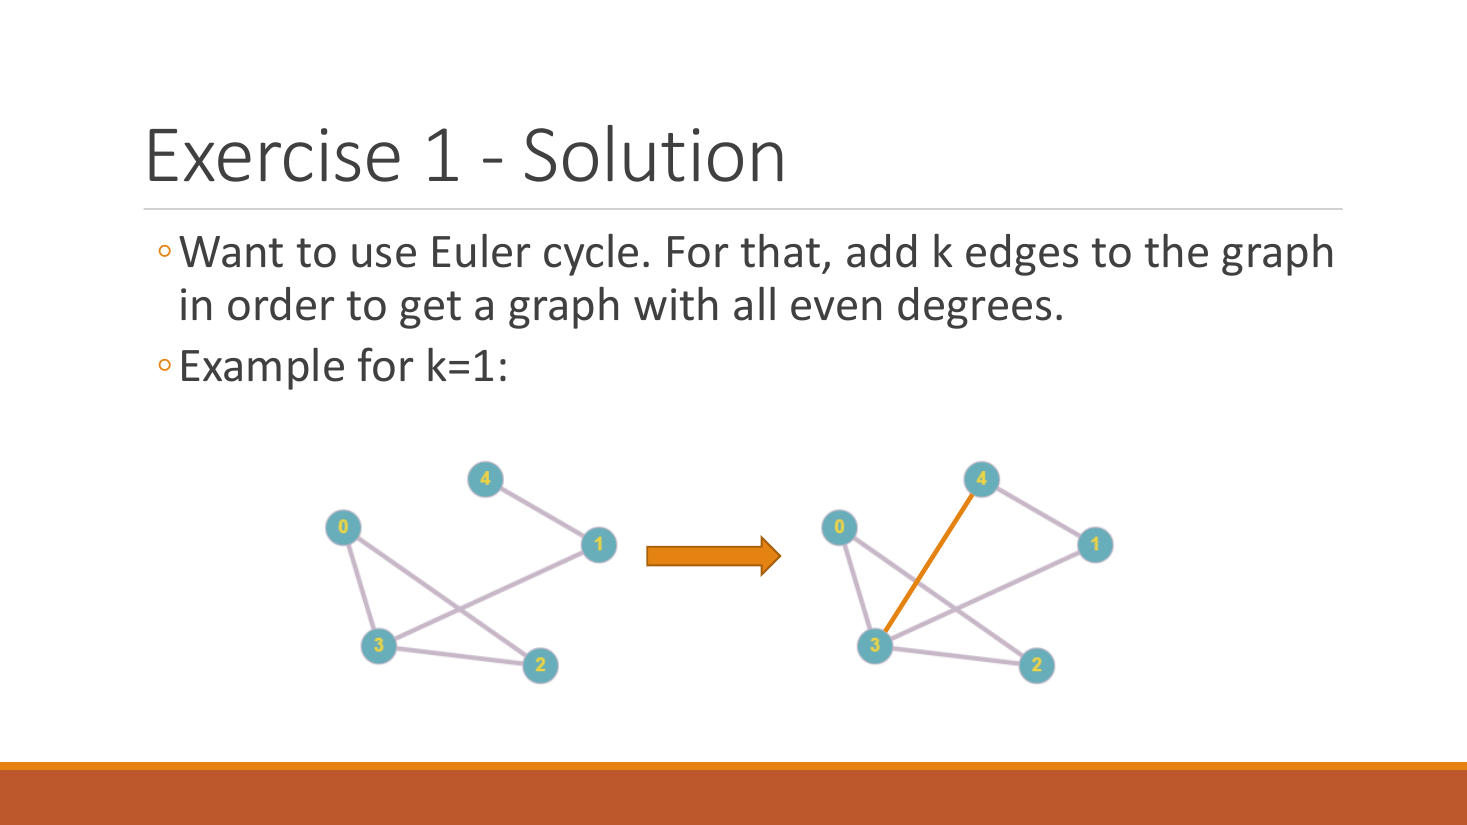 Exercise 1 - Solution
◦Want to use Euler cycle. For that, add k edges to the graph
in order to get a graph with all even degrees.
◦Example for k=1:
4
0
1
3
2
4
0
1
3
2